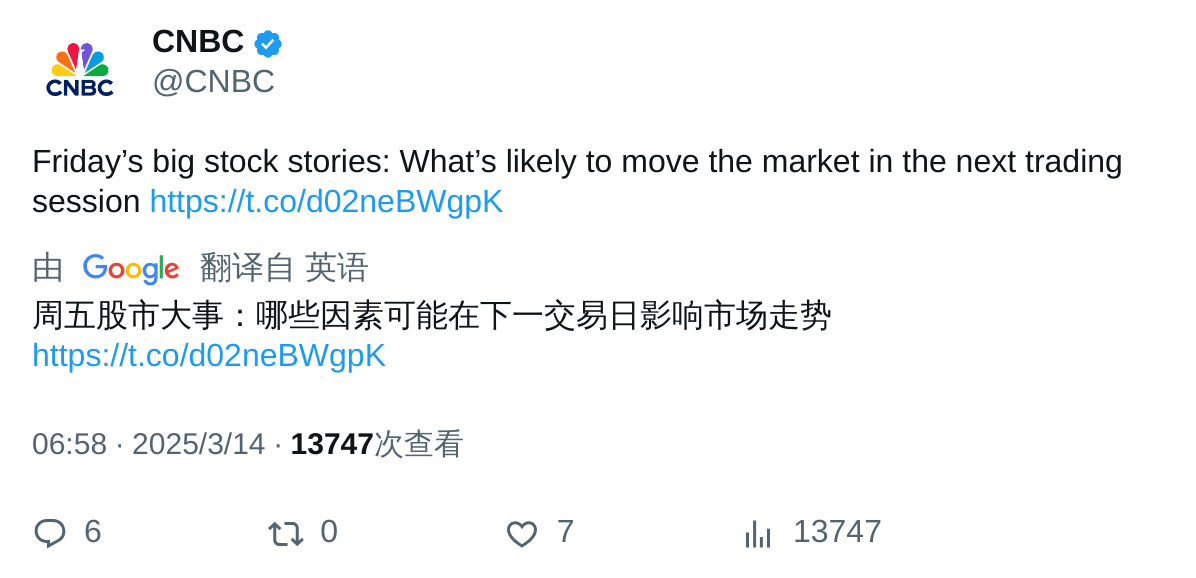 CNBC
CNBC
@CNBC
Friday’s big stock stories: What’s likely to move the market in the next trading
session https://t.co/d02neBWgpK
由 Google 翻译自 英语
周五股市大事：哪些因素可能在下一交易日影响市场走势
https://t.co/d02neBWgpK
06:58 · 2025/3/14 · 13747次查看
6 0 7 13747